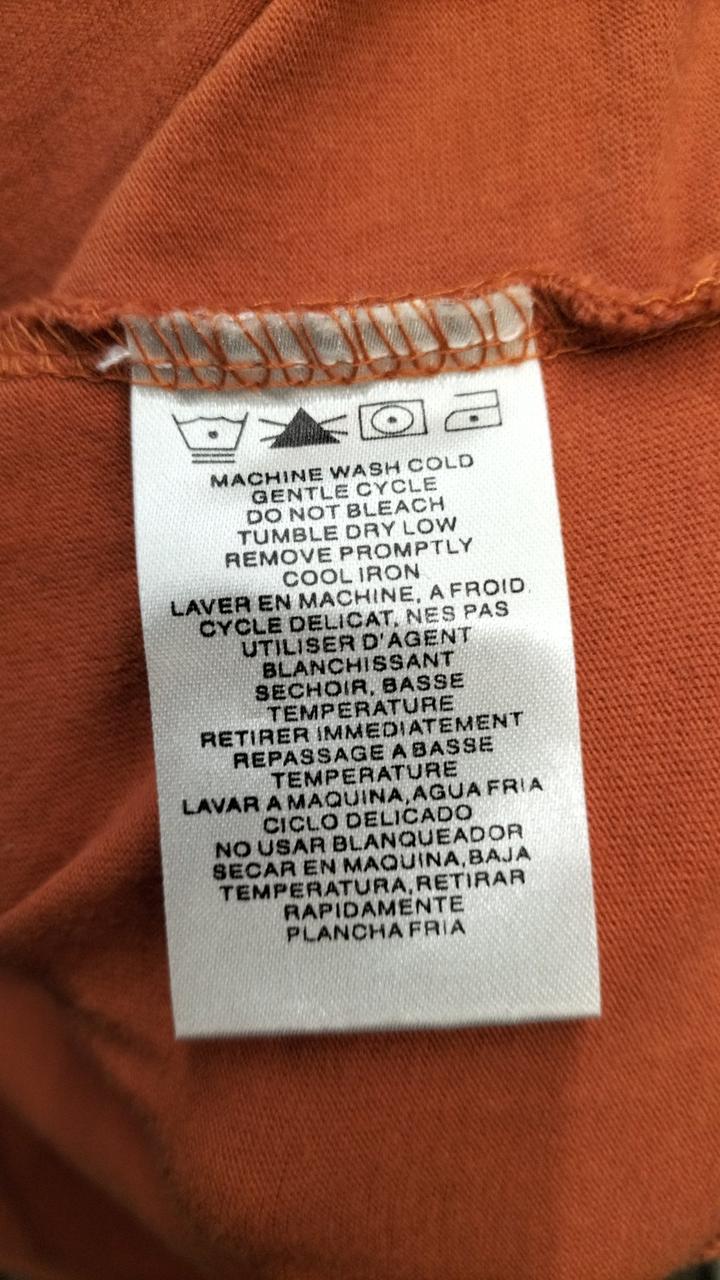 MACHINE WASH COLD
GENTLE CYCLE
DO NOT BLEACH
TUMBLE DRY LOW
REMOVE PROMPTLY
COOL IRON
LAVER EN MACHINE, A FROID
CYCLE DELICAT, NES PAS
UTILISER D'AGENT
BLANCHISSANT
SECHOIR, BASSE
TEMPERATURE
RETIRER IMMEDIATEMENT
REPASSAGE A BASSE
TEMPERATURE
LAVAR A MAQUINA, AGUA FRIA
CICLO DELICADO
NO USAR BLANQUEADOR
SECAR EN MAQUINA, BAJA
TEMPERATURA, RETIRAR
RAPIDAMENTE
PLANCHA FRIA